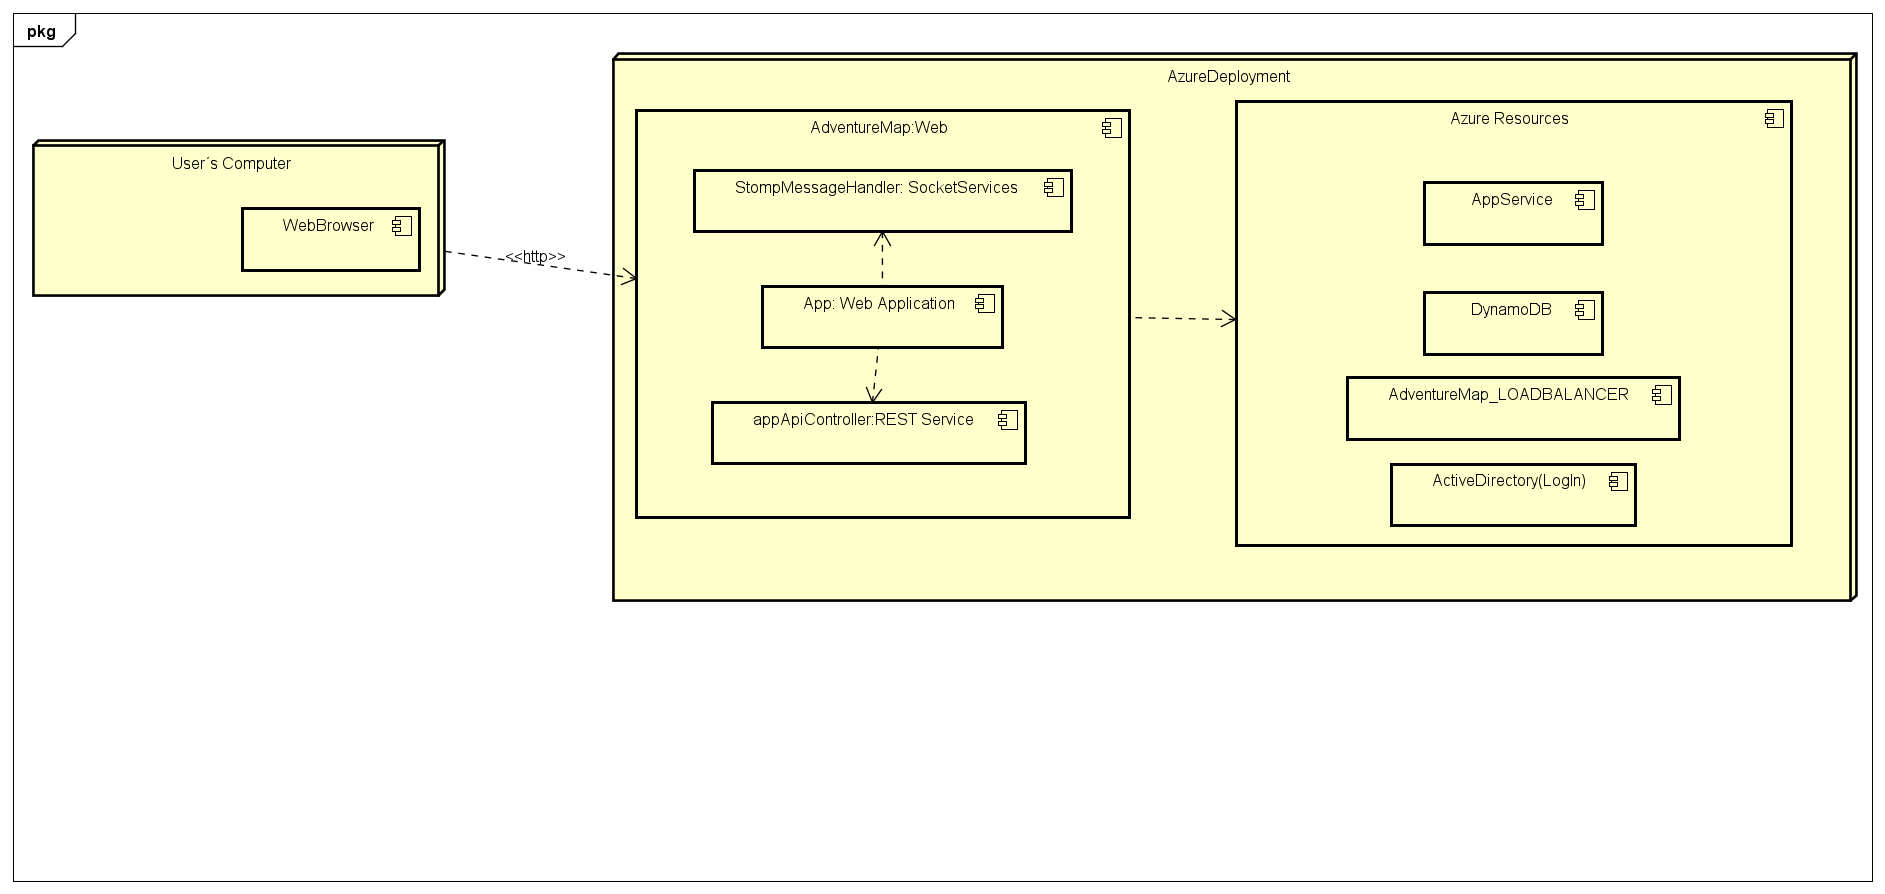 pkg
AzureDeployment
User´s Computer
WebBrowser
<<http>>
AdventureMap:Web
StompMessageHandler: SocketServices
App: Web Application
appApiController:REST Service
Azure Resources
AppService
DynamoDB
AdventureMap_LOADBALANCER
ActiveDirectory(LogIn)